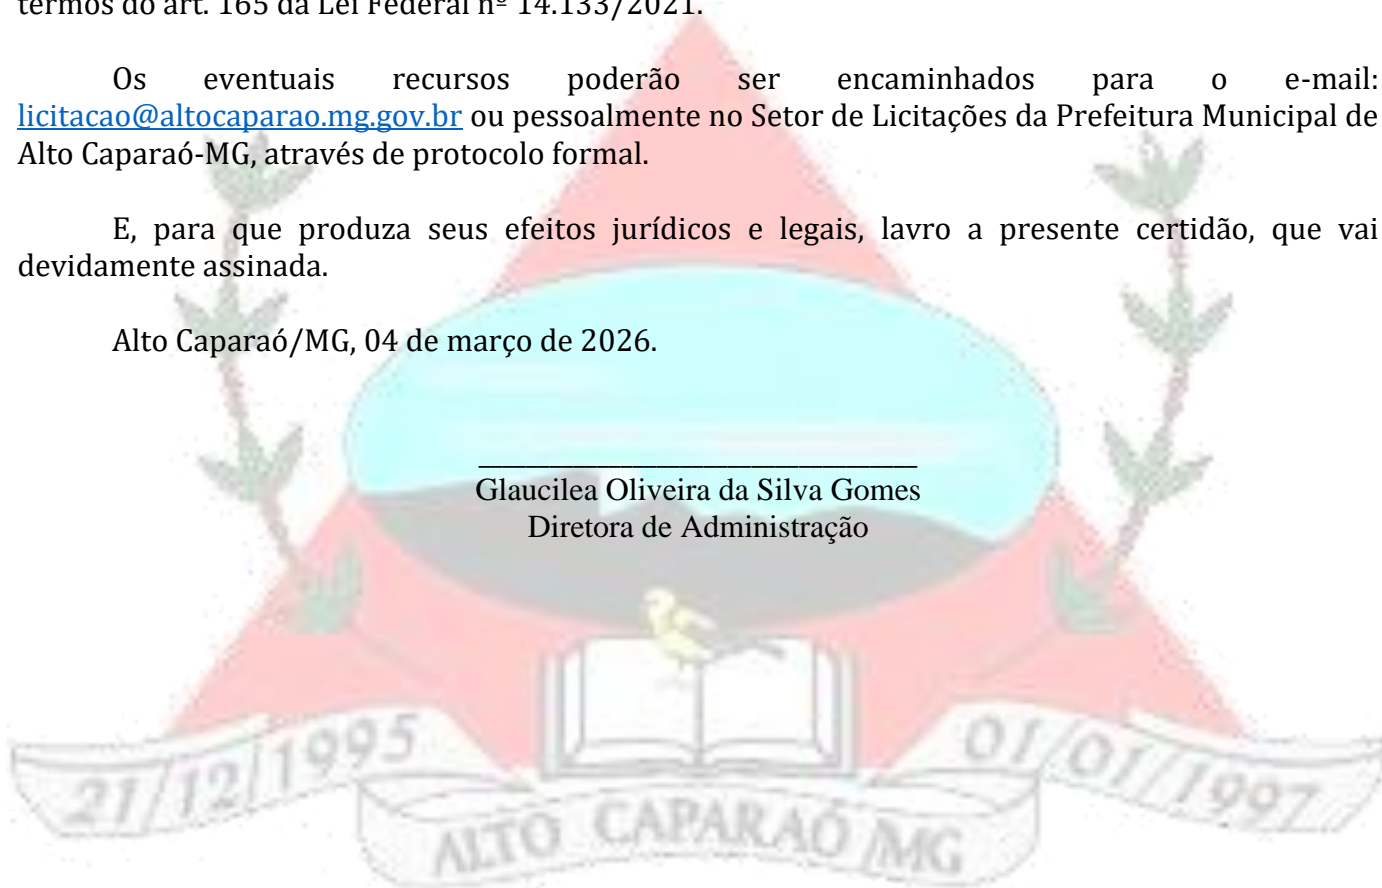 termos do art. 165 da Lei Federal nº 14.133/2021.
Os eventuais recursos poderão ser encaminhados para o e-mail:
licitacao@altocaparao.mg.gov.br ou pessoalmente no Setor de Licitações da Prefeitura Municipal de
Alto Caparaó-MG, através de protocolo formal.
E, para que produza seus efeitos jurídicos e legais, lavro a presente certidão, que vai
devidamente assinada.
Alto Caparaó/MG, 04 de março de 2026.
Glaucilea Oliveira da Silva Gomes
Diretora de Administração
21/12/1995
01/01/1997
ALTO CAPARAÓ/MG